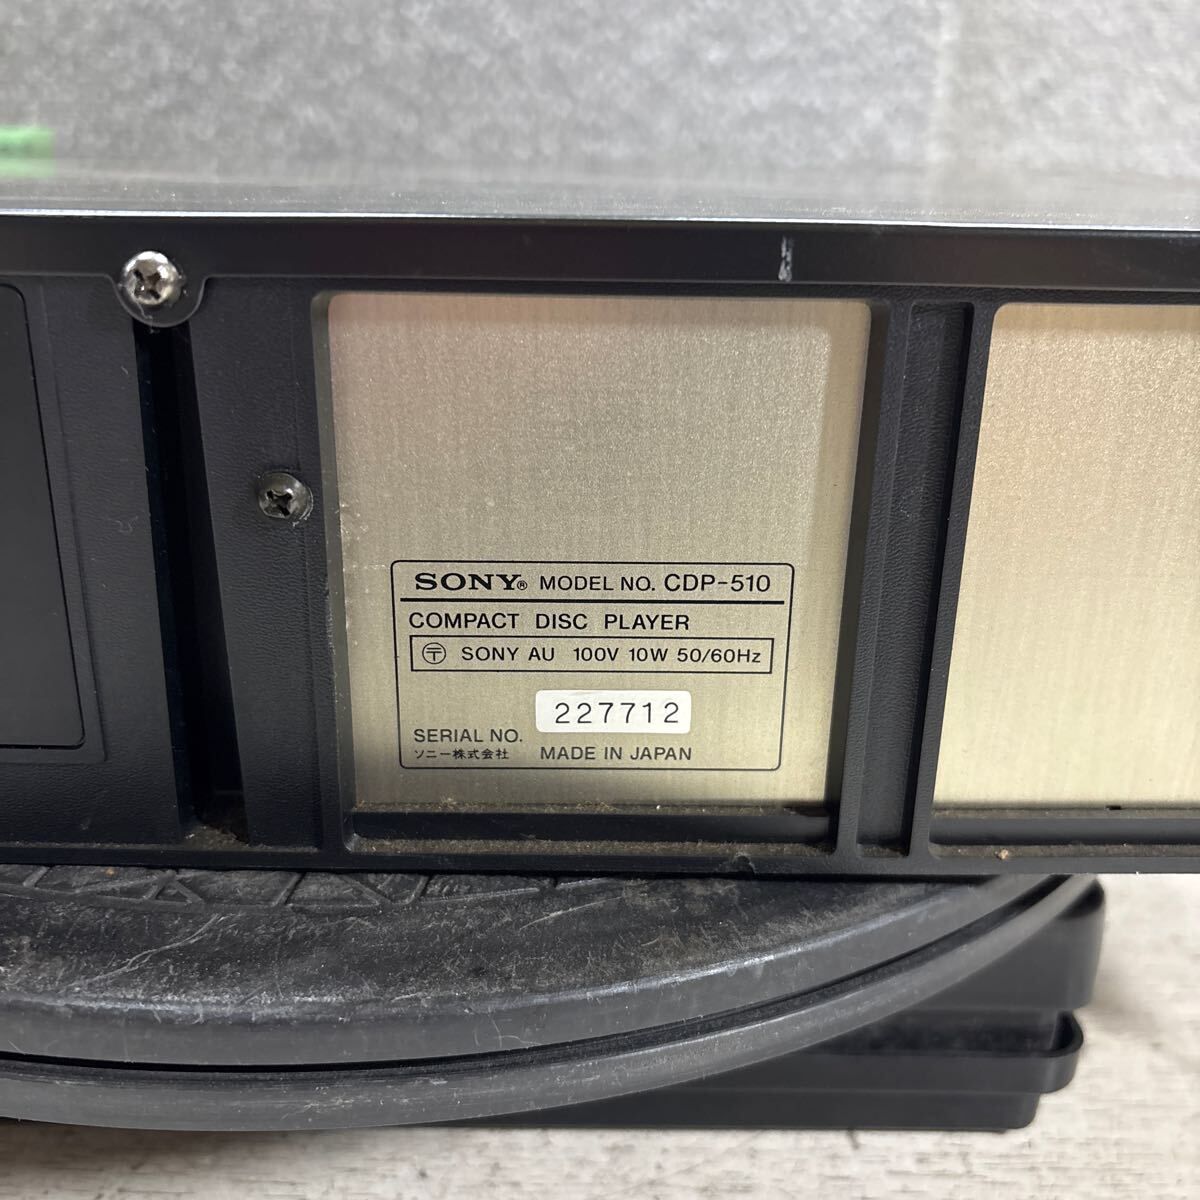 SONY® MODEL NO. CDP-510
COMPACT DISC PLAYER
〒 SONY AU 100V 10W 50/60Hz
227712
SERIAL NO.
ソニー株式会社 MADE IN JAPAN